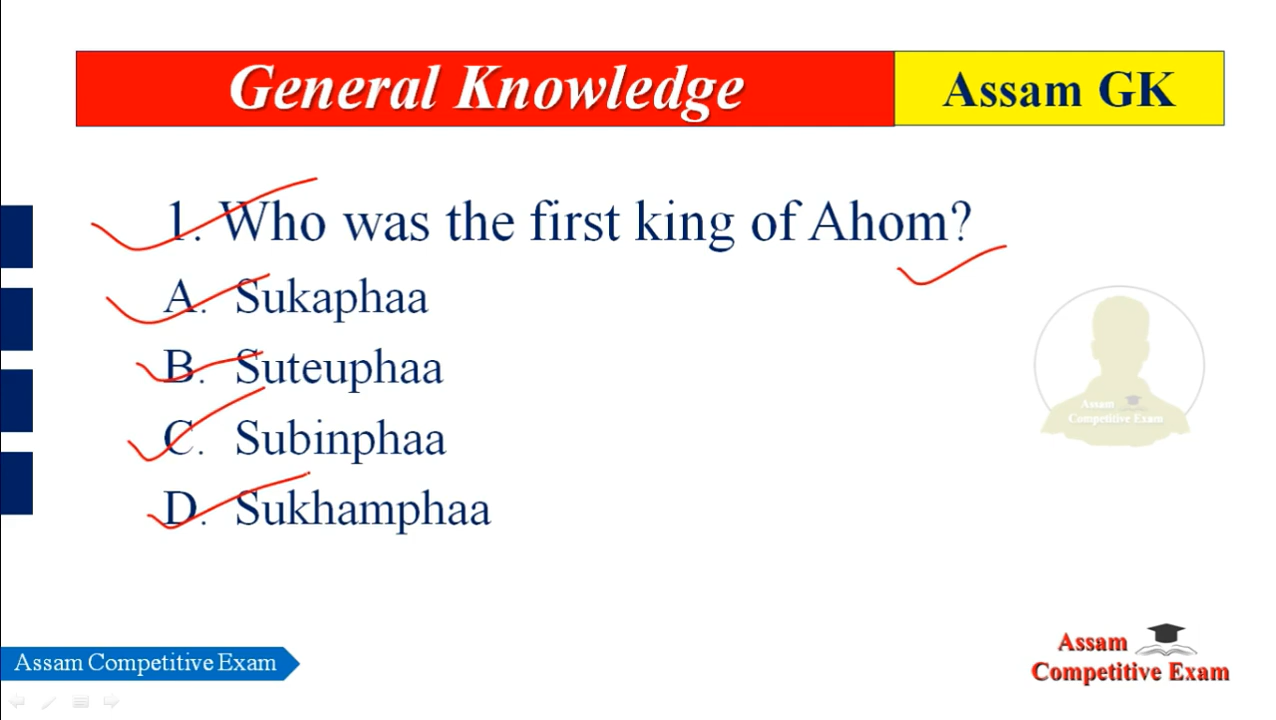 General Knowledge
Assam GK
1. Who was the first king of Ahom?
A. Sukaphaa
B. Suteuphaa
C. Subinphaa
D. Sukhamphaa
Assam
Competitive Exam
Assam Competitive Exam
Assam
Competitive Exam